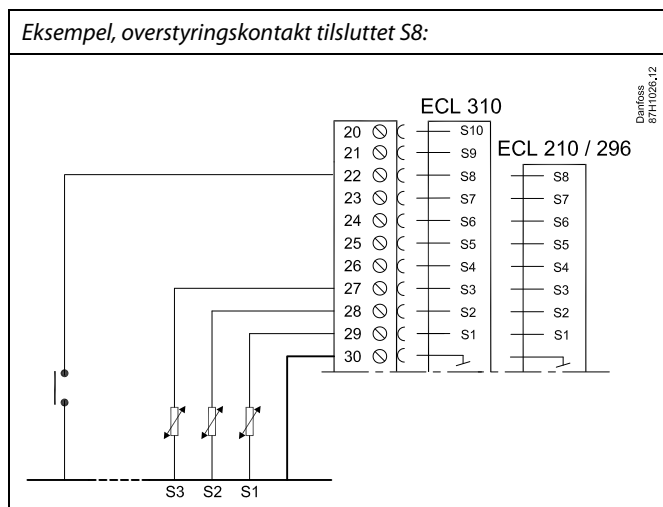 Eksempel, overstyringskontakt tilsluttet S8:
Danfoss
87H1026.12
ECL 310
ECL 210 / 296
20 S10
21 S9
22 S8 S8
23 S7 S7
24 S6 S6
25 S5 S5
26 S4 S4
27 S3 S3
28 S2 S2
29 S1 S1
30
S3 S2 S1